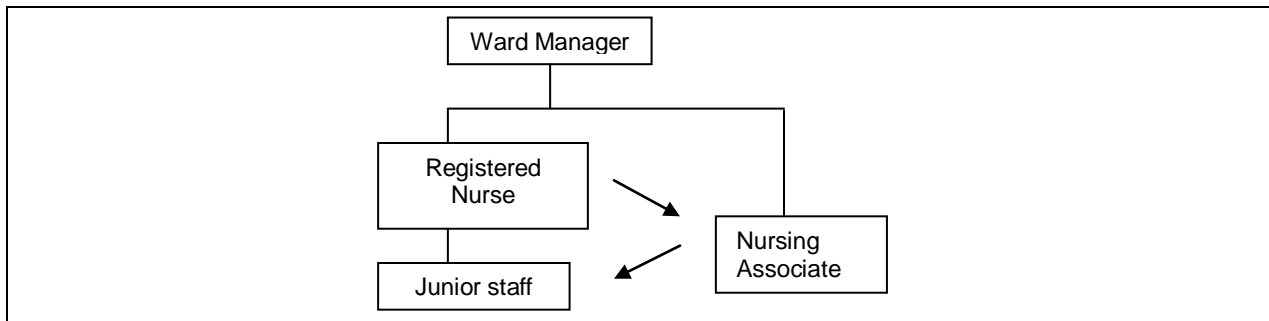 Ward Manager
Registered
Nurse
Nursing
Associate
Junior staff